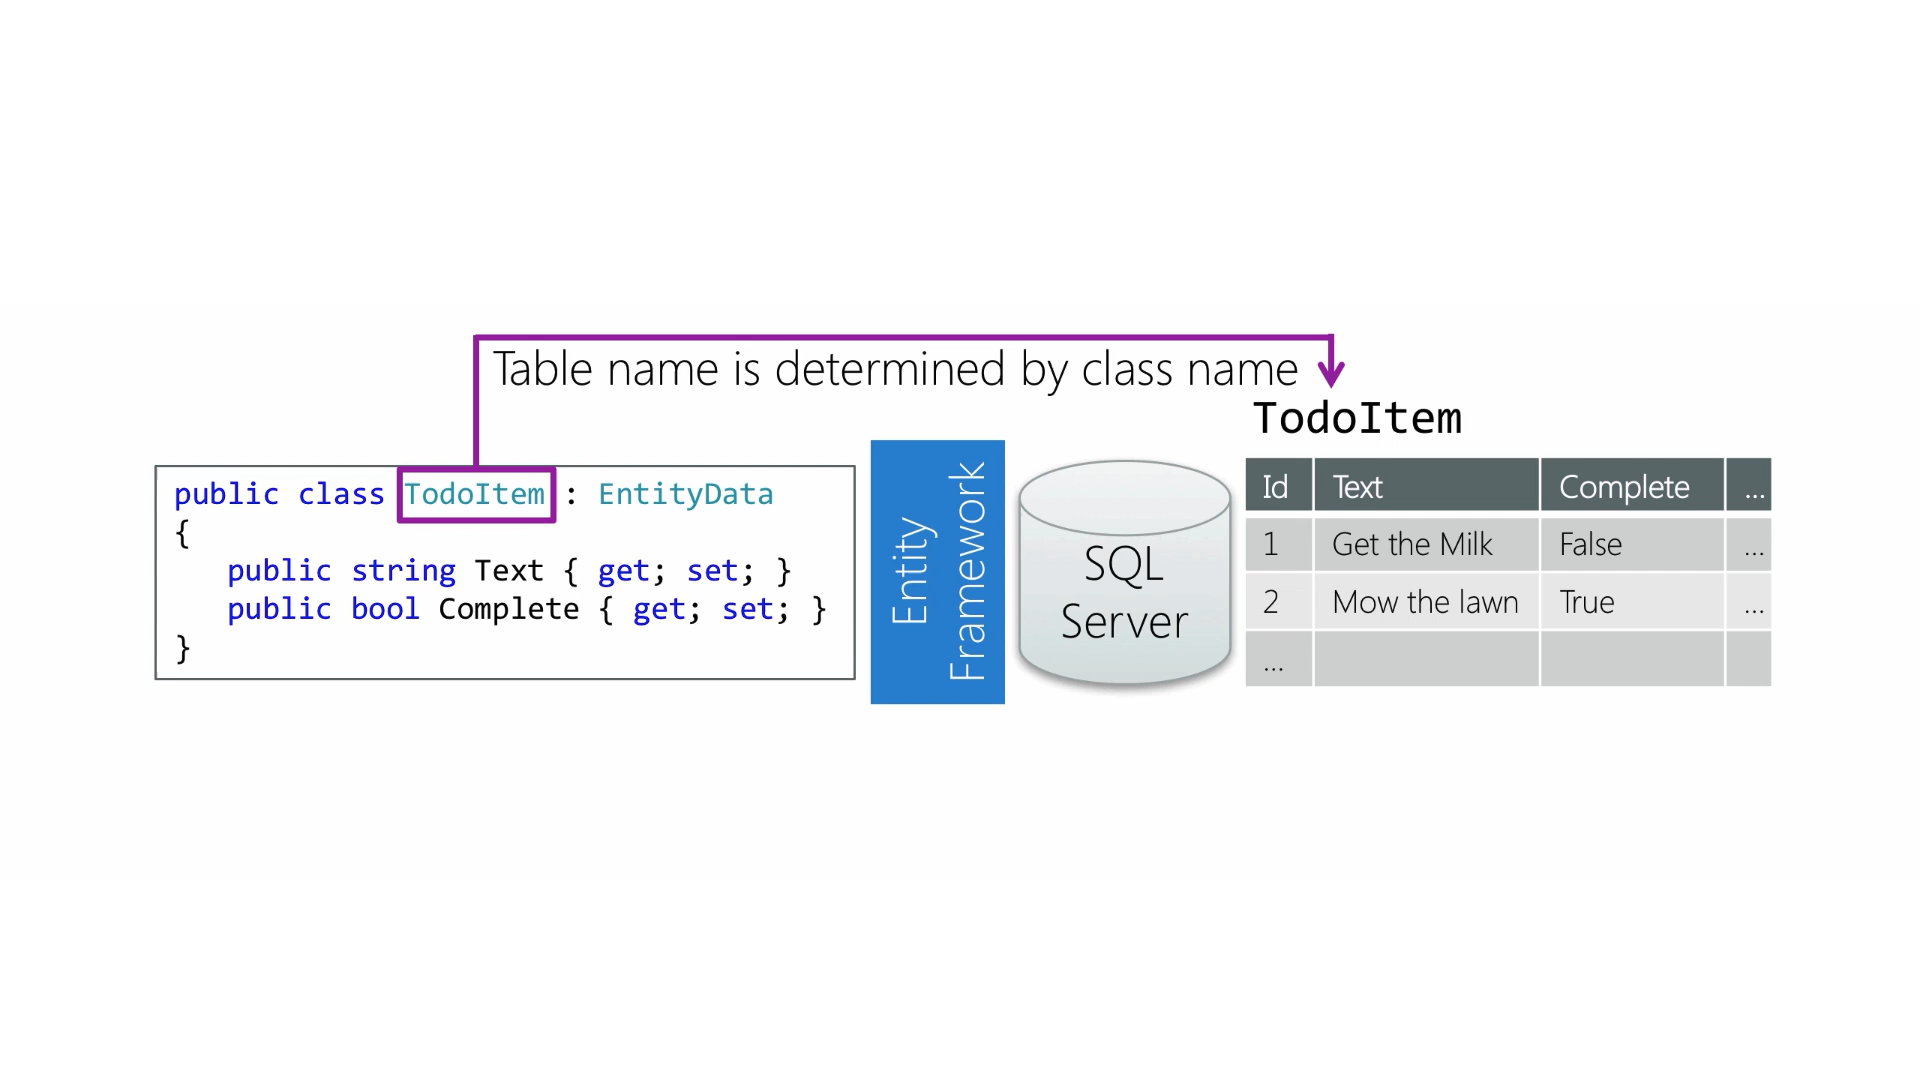 Table name is determined by class name
TodoItem
public class TodoItem : EntityData
{
public string Text { get; set; }
public bool Complete { get; set; }
}
Entity
Framework
SQL
Server
Id Text Complete ...
1 Get the Milk False ...
2 Mow the lawn True ...
...